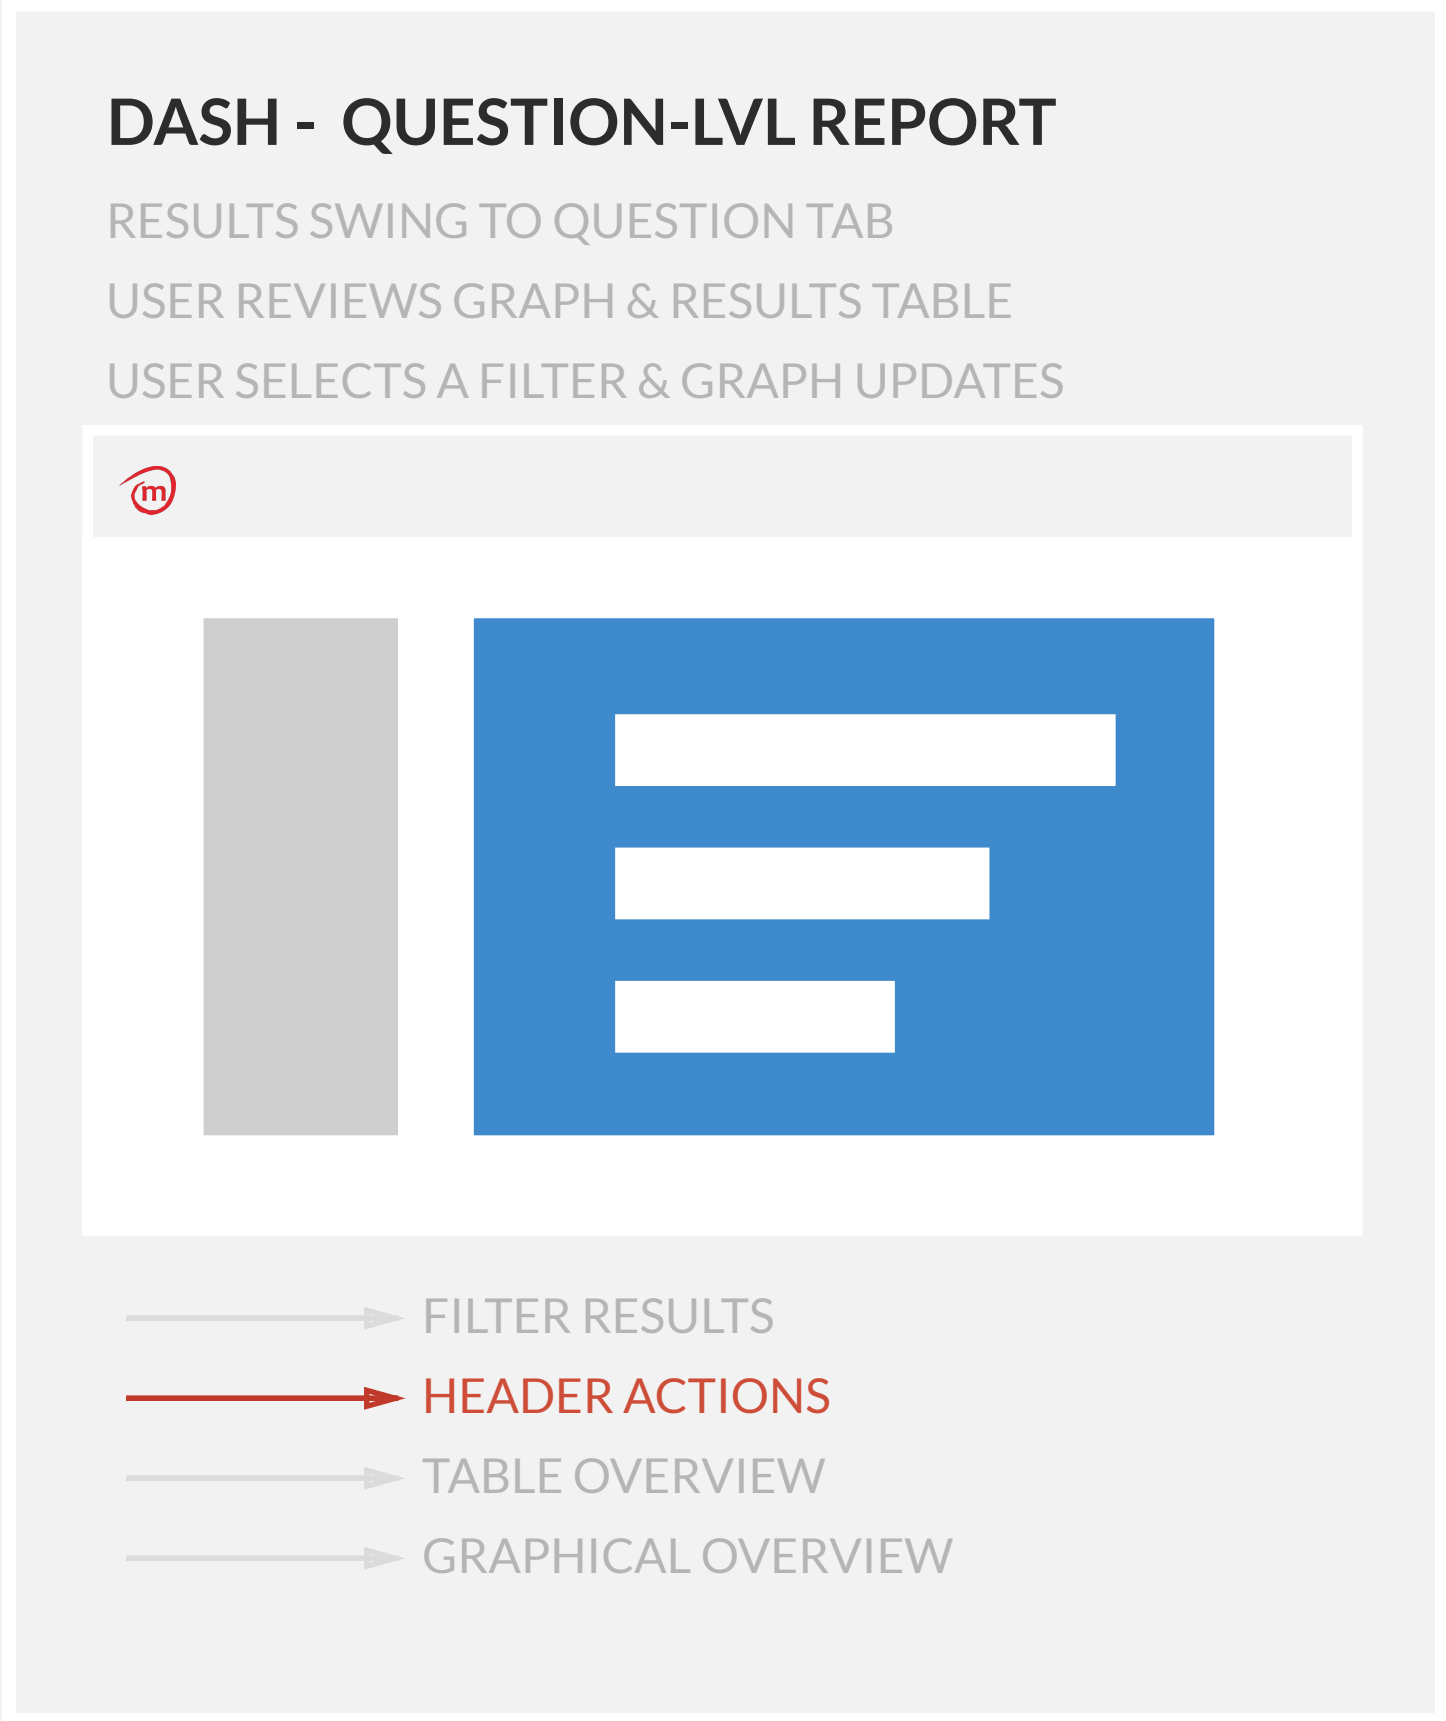 DASH - QUESTION-LVL REPORT
RESULTS SWING TO QUESTION TAB
USER REVIEWS GRAPH & RESULTS TABLE
USER SELECTS A FILTER & GRAPH UPDATES
m
FILTER RESULTS
HEADER ACTIONS
TABLE OVERVIEW
GRAPHICAL OVERVIEW